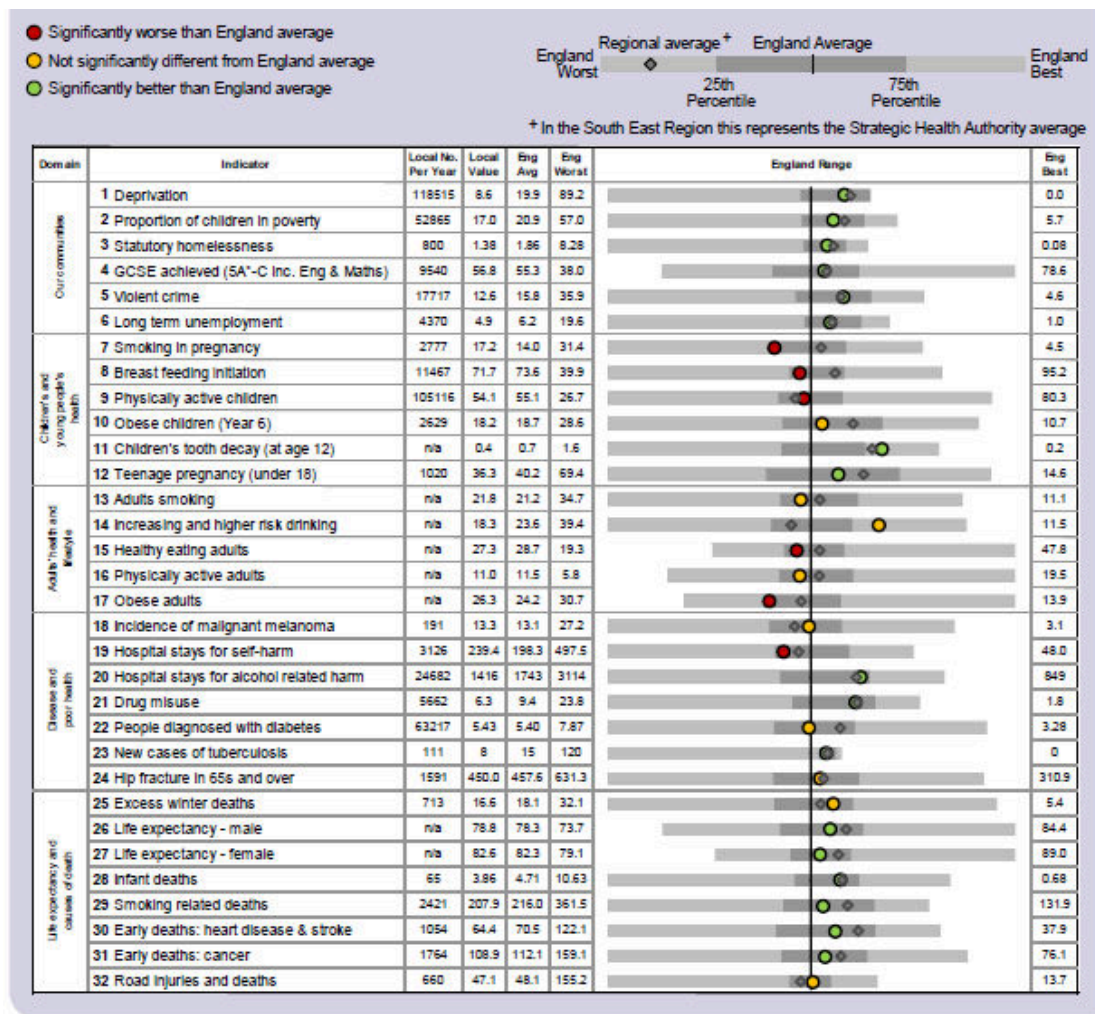 Significantly worse than England average
Not significantly different from England average
Significantly better than England average
Regional average +
England Average
England Worst
England Best
25th Percentile
75th Percentile
+ In the South East Region this represents the Strategic Health Authority average
Domain Indicator Local No. Per Year Local Value Eng Avg Eng Worst England Range Eng Best
Our communities
1 Deprivation 118515 8.6 19.9 89.2 0.0
2 Proportion of children in poverty 52865 17.0 20.9 57.0 5.7
3 Statutory homelessness 800 1.38 1.86 8.28 0.08
4 GCSE achieved (5A*-C inc. Eng & Maths) 9540 56.8 55.3 38.0 78.6
5 Violent crime 17717 12.6 15.8 35.9 4.6
6 Long term unemployment 4370 4.9 6.2 19.6 1.0
Children's and young people's health
7 Smoking in pregnancy 2777 17.2 14.0 31.4 4.5
8 Breast feeding initiation 11467 71.7 73.6 39.9 95.2
9 Physically active children 105116 54.1 55.1 26.7 80.3
10 Obese children (Year 6) 2629 18.2 18.7 28.6 10.7
11 Children's tooth decay (at age 12) n/a 0.4 0.7 1.6 0.2
12 Teenage pregnancy (under 18) 1020 36.3 40.2 69.4 14.6
Adults' health and lifestyle
13 Adults smoking n/a 21.8 21.2 34.7 11.1
14 Increasing and higher risk drinking n/a 18.3 23.6 39.4 11.5
15 Healthy eating adults n/a 27.3 28.7 19.3 47.8
16 Physically active adults n/a 11.0 11.5 5.8 19.5
17 Obese adults n/a 26.3 24.2 30.7 13.9
Disease and poor health
18 Incidence of malignant melanoma 191 13.3 13.1 27.2 3.1
19 Hospital stays for self-harm 3126 239.4 198.3 497.5 48.0
20 Hospital stays for alcohol related harm 24682 1416 1743 3114 849
21 Drug misuse 5662 6.3 9.4 23.8 1.8
22 People diagnosed with diabetes 63217 5.43 5.40 7.87 3.28
23 New cases of tuberculosis 111 8 15 120 0
24 Hip fracture in 65s and over 1591 450.0 457.6 631.3 310.9
Life expectancy and causes of death
25 Excess winter deaths 713 16.6 18.1 32.1 5.4
26 Life expectancy - male n/a 78.8 78.3 73.7 84.4
27 Life expectancy - female n/a 82.6 82.3 79.1 89.0
28 Infant deaths 65 3.86 4.71 10.63 0.68
29 Smoking related deaths 2421 207.9 216.0 361.5 131.9
30 Early deaths: heart disease & stroke 1054 64.4 70.5 122.1 37.9
31 Early deaths: cancer 1764 108.9 112.1 159.1 76.1
32 Road injuries and deaths 660 47.1 48.1 155.2 13.7